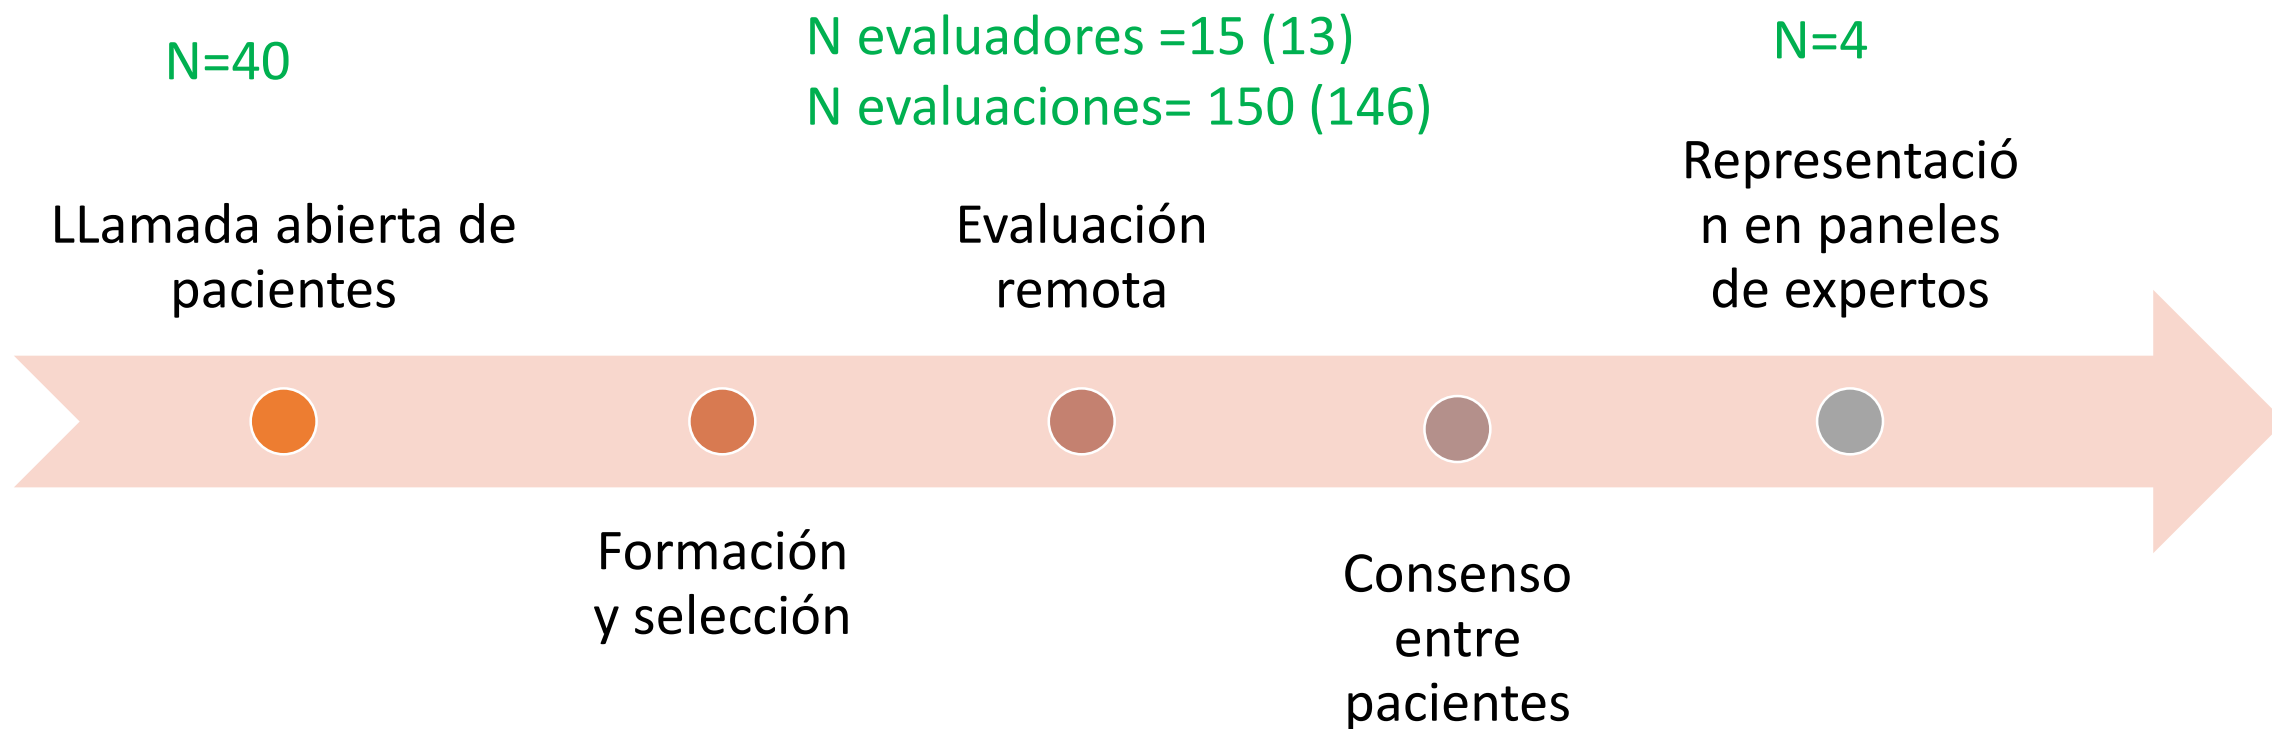 N=40
LLamada abierta de
pacientes
Formación
y selección
N evaluadores =15 (13)
N evaluaciones= 150 (146)
Evaluación
remota
Consenso
entre
pacientes
N=4
Representació
n en paneles
de expertos